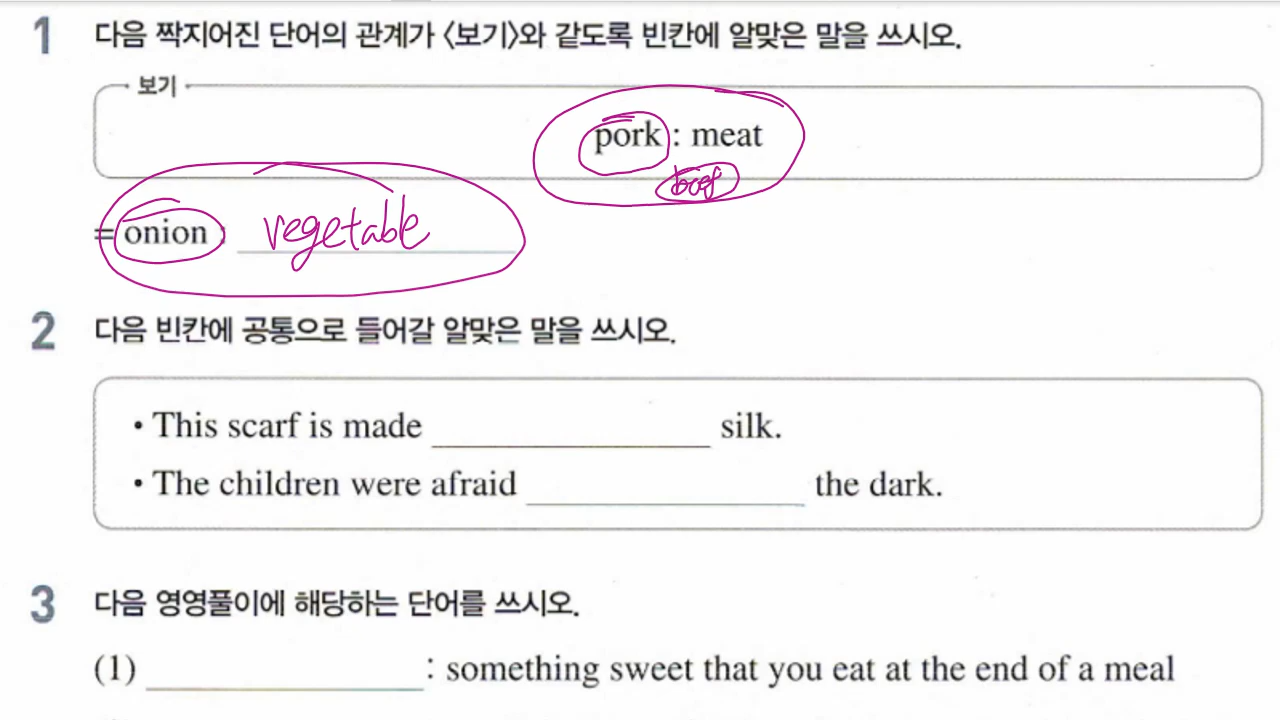 1 다음 짝지어진 단어의 관계가 <보기>와 같도록 빈칸에 알맞은 말을 쓰시오.
보기
pork : meat
beef
= onion : vegetable
2 다음 빈칸에 공통으로 들어갈 알맞은 말을 쓰시오.
• This scarf is made ____ silk.
• The children were afraid ____ the dark.
3 다음 영영풀이에 해당하는 단어를 쓰시오.
(1) ____ : something sweet that you eat at the end of a meal